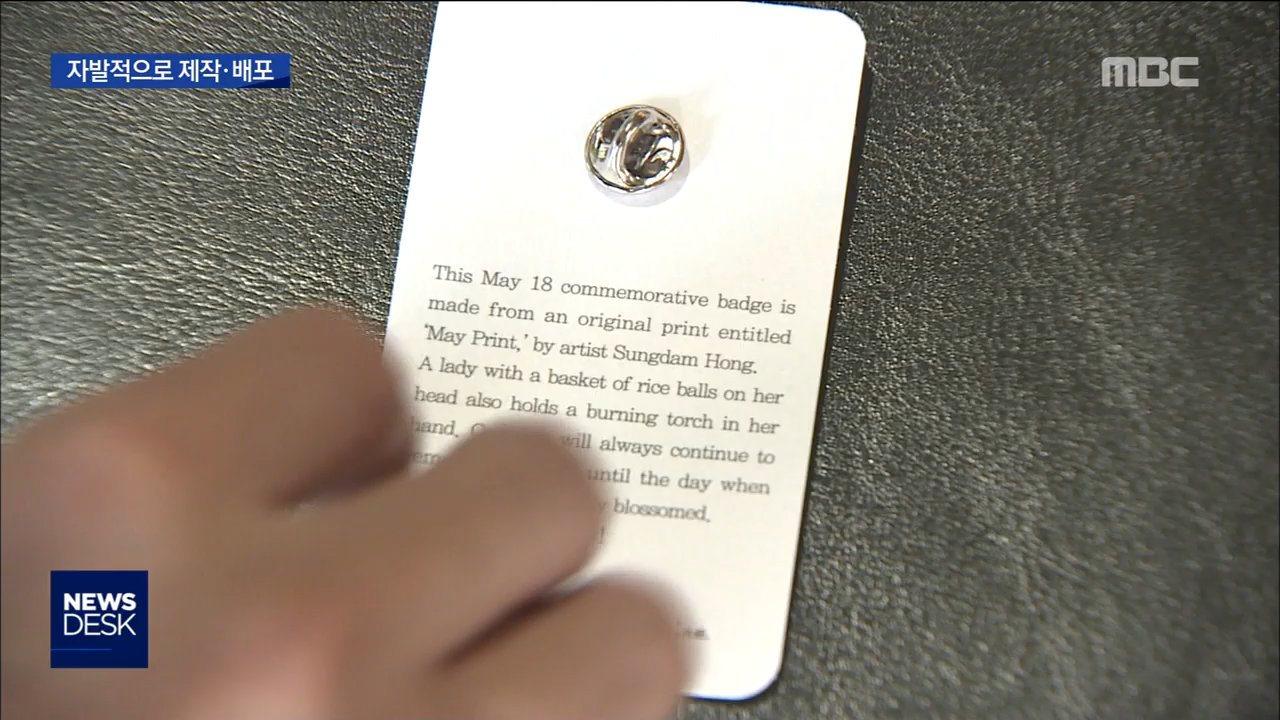 자발적으로 제작·배포
MBC
This May 18 commemorative badge is
made from an original print entitled
‘May Print,’ by artist Sungdam Hong.
A lady with a basket of rice balls on her
head also holds a burning torch in her
hand. will always continue to
until the day when
blossomed.
NEWS
DESK